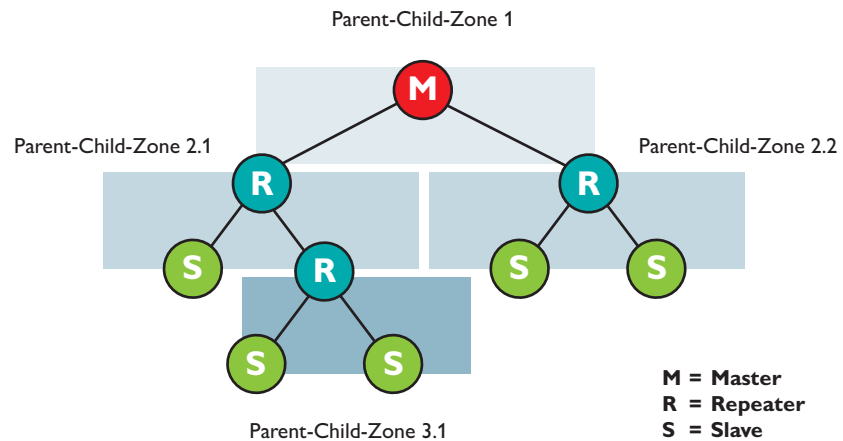 Parent-Child-Zone 1
M
Parent-Child-Zone 2.1
Parent-Child-Zone 2.2
R
R
S
R
S
S
S
S
M = Master
R = Repeater
S = Slave
Parent-Child-Zone 3.1